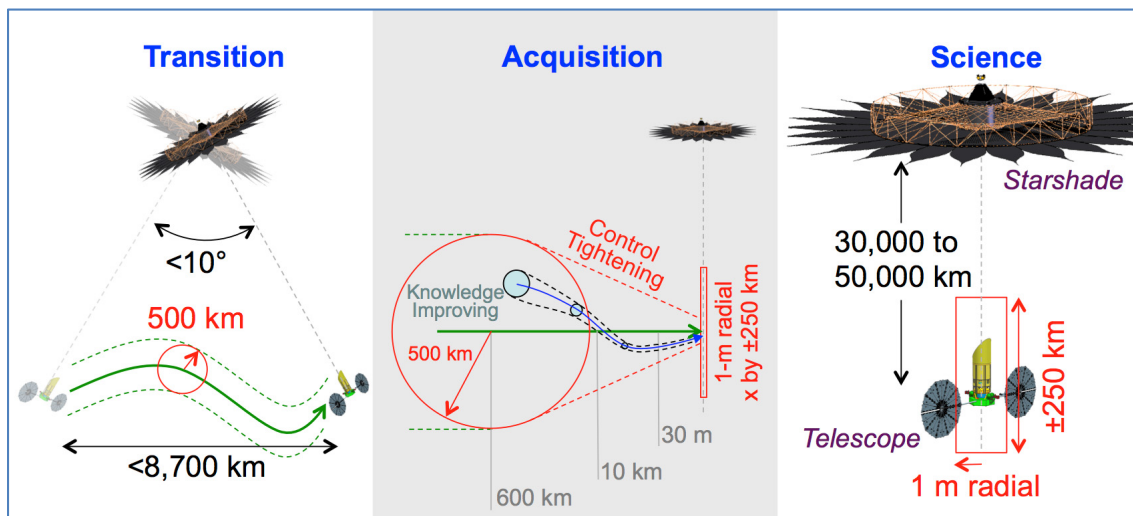 Transition
<10°
500 km
<8,700 km
Acquisition
Control
Tightening
Knowledge
Improving
500 km
1-m radial
x by ±250 km
30 m
10 km
600 km
Science
Starshade
30,000 to
50,000 km
±250 km
Telescope
1 m radial